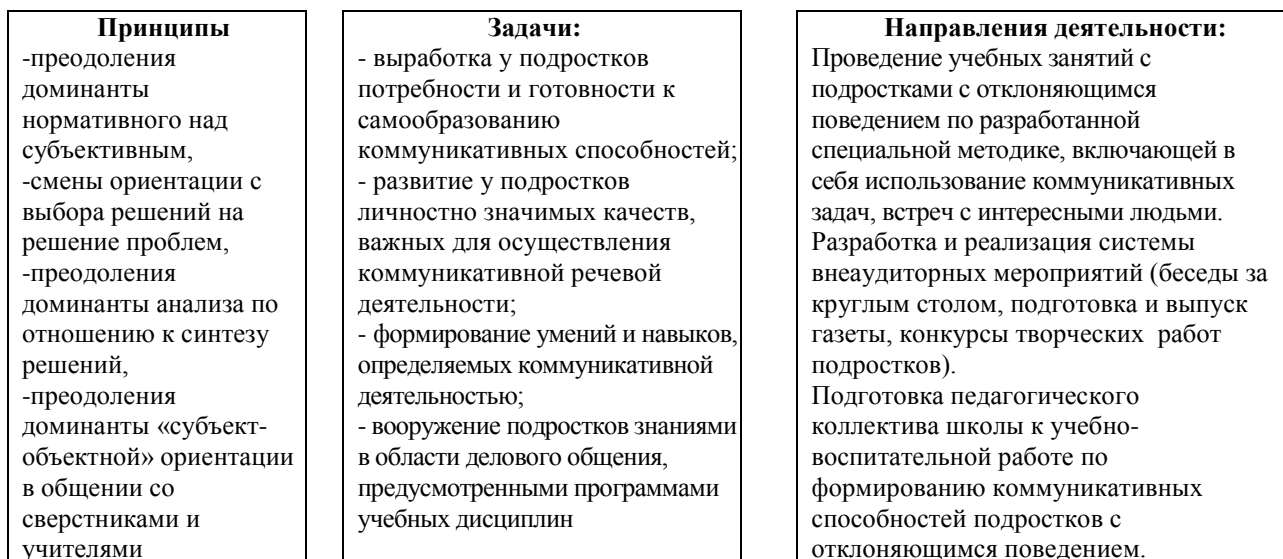 Принципы
-преодоления
доминанты
нормативного над
субъективным,
-смены ориентации с
выбора решений на
решение проблем,
-преодоления
доминанты анализа по
отношению к синтезу
решений,
-преодоления
доминанты «субъект-
объектной» ориентации
в общении со
сверстниками и
учителями
Задачи:
- выработка у подростков
потребности и готовности к
самообразованию
коммуникативных способностей;
- развитие у подростков
личностно значимых качеств,
важных для осуществления
коммуникативной речевой
деятельности;
- формирование умений и навыков,
определяемых коммуникативной
деятельностью;
- вооружение подростков знаниями
в области делового общения,
предусмотренными программами
учебных дисциплин
Направления деятельности:
Проведение учебных занятий с
подростками с отклоняющимся
поведением по разработанной
специальной методике, включающей в
себя использование коммуникативных
задач, встреч с интересными людьми.
Разработка и реализация системы
внеаудиторных мероприятий (беседы за
круглым столом, подготовка и выпуск
газеты, конкурсы творческих работ
подростков).
Подготовка педагогического
коллектива школы к учебно-
воспитательной работе по
формированию коммуникативных
способностей подростков с
отклоняющимся поведением.